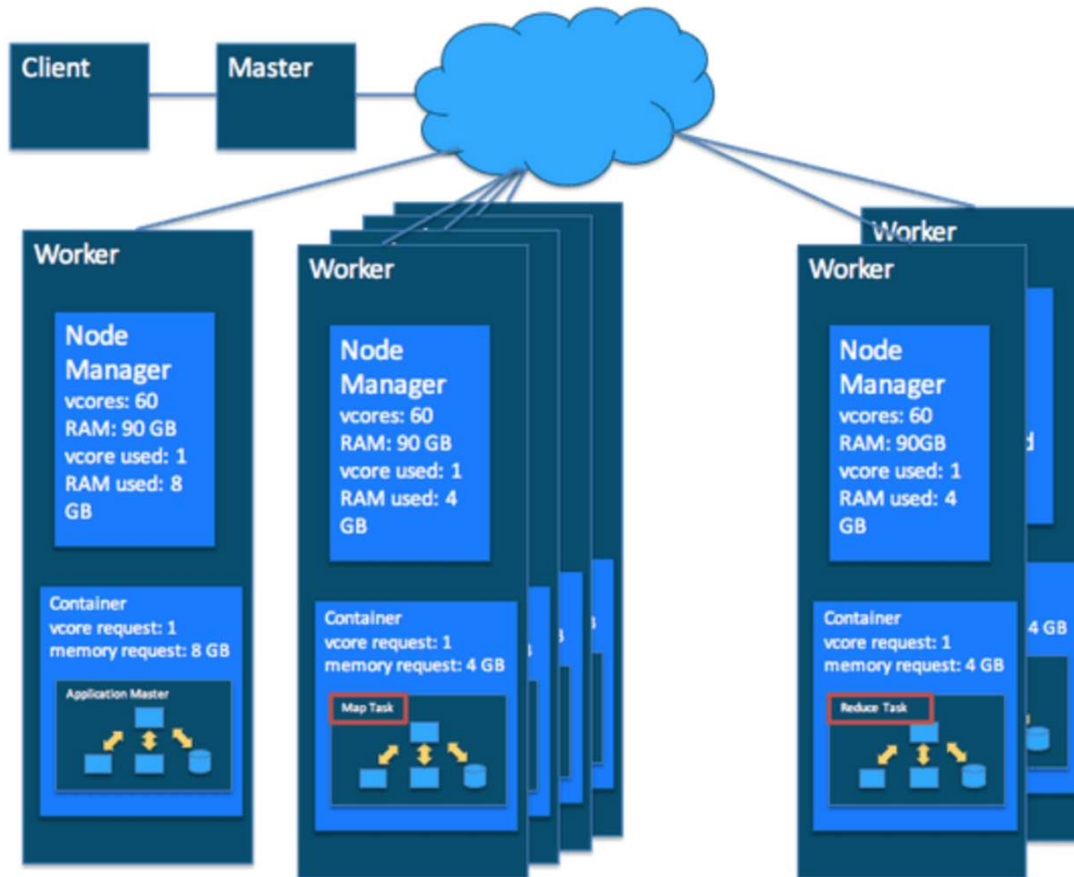 Client
Master
Worker
Node
Manager
vcores: 60
RAM: 90 GB
vcore used: 1
RAM used: 8
GB
Container
vcore request: 1
memory request: 8 GB
Application Master
Worker
Node
Manager
vcores: 60
RAM: 90 GB
vcore used: 1
RAM used: 4
GB
Container
vcore request: 1
memory request: 4 GB
Map Task
Worker
4 GB
Worker
Node
Manager
vcores: 60
RAM: 90GB
vcore used: 1
RAM used: 4
GB
Container
vcore request: 1
memory request: 4 GB
Reduce Task